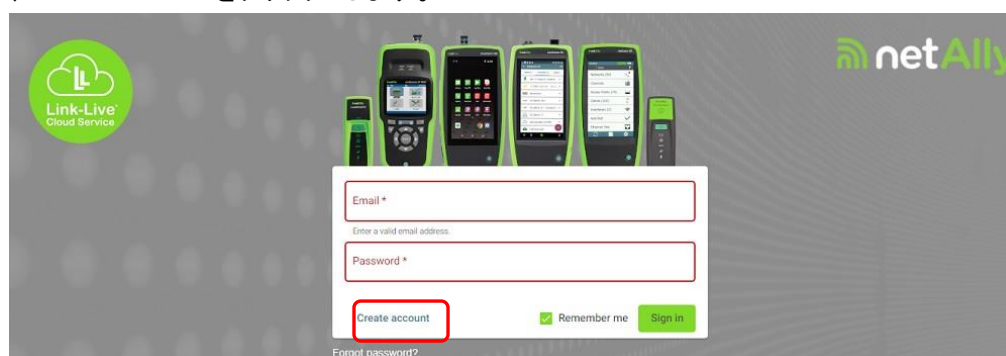 Link-Live
Cloud Service
netAlly
Email *
Enter a valid email address.
Password *
Create account
Remember me
Sign in
Forgot password?